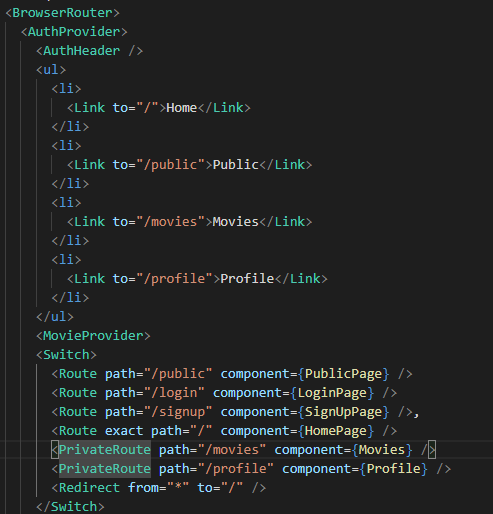 <BrowserRouter>
<AuthProvider>
<AuthHeader />
<ul>
<li>
<Link to="/">Home</Link>
</li>
<li>
<Link to="/public">Public</Link>
</li>
<li>
<Link to="/movies">Movies</Link>
</li>
<li>
<Link to="/profile">Profile</Link>
</li>
</ul>
<MovieProvider>
<Switch>
<Route path="/public" component={PublicPage} />
<Route path="/login" component={LoginPage} />
<Route path="/signup" component={SignUpPage} />,
<Route exact path="/" component={HomePage} />
<PrivateRoute path="/movies" component={Movies} />
<PrivateRoute path="/profile" component={Profile} />
<Redirect from="*" to="/" />
</Switch>